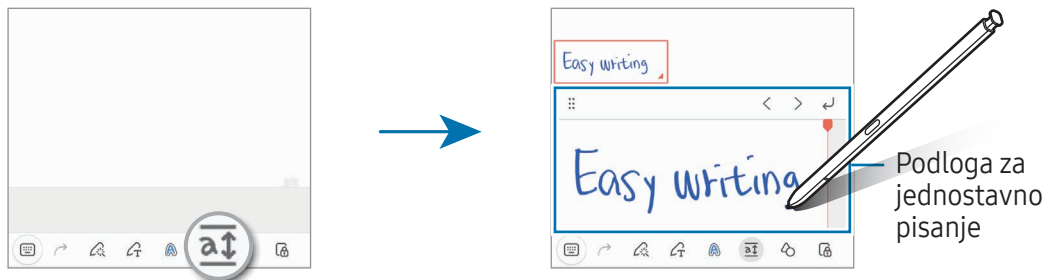 Easy writing
Easy writing
Podloga za
jednostavno
pisanje